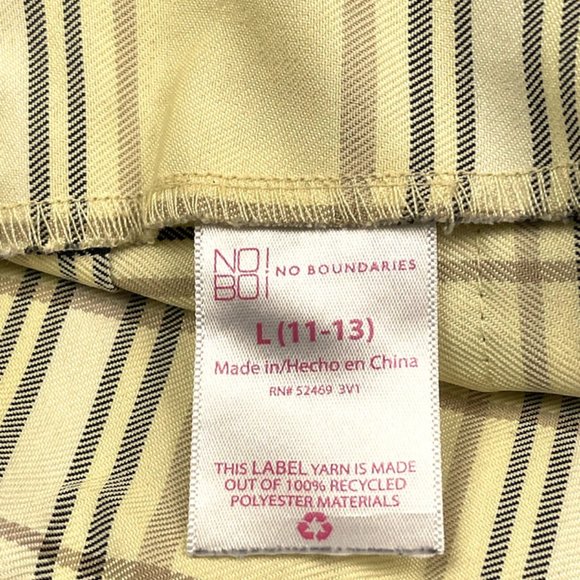 NO!
BO!
NO BOUNDARIES
L (11-13)
Made in/Hecho en China
RN# 52469 3V1
THIS LABEL YARN IS MADE
OUT OF 100% RECYCLED
POLYESTER MATERIALS